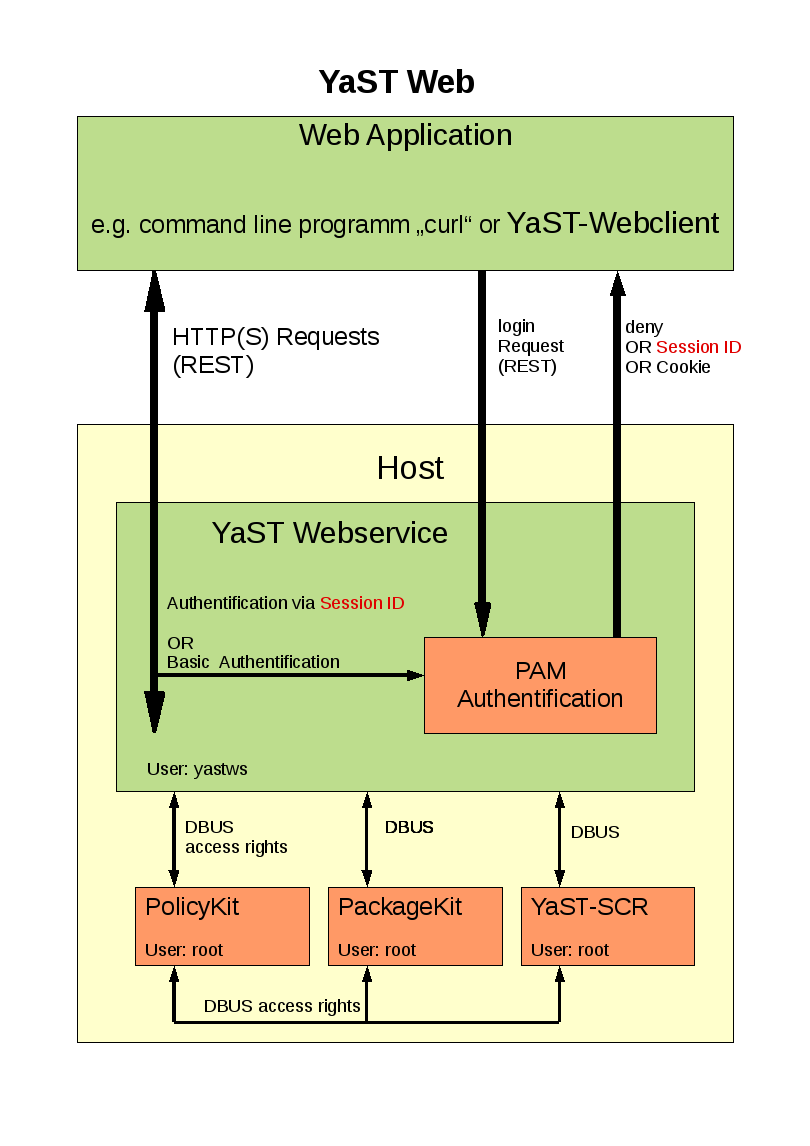 YaST Web
Web Application
e.g. command line programm „curl“ or YaST-Webclient
HTTP(S) Requests
(REST)
login
Request
(REST)
deny
OR Session ID
OR Cookie
Host
YaST Webservice
Authentification via Session ID
OR
Basic  Authentification
PAM
Authentification
User: yastws
DBUS
access rights
DBUS
DBUS
PolicyKit
User: root
PackageKit
User: root
YaST-SCR
User: root
DBUS access rights